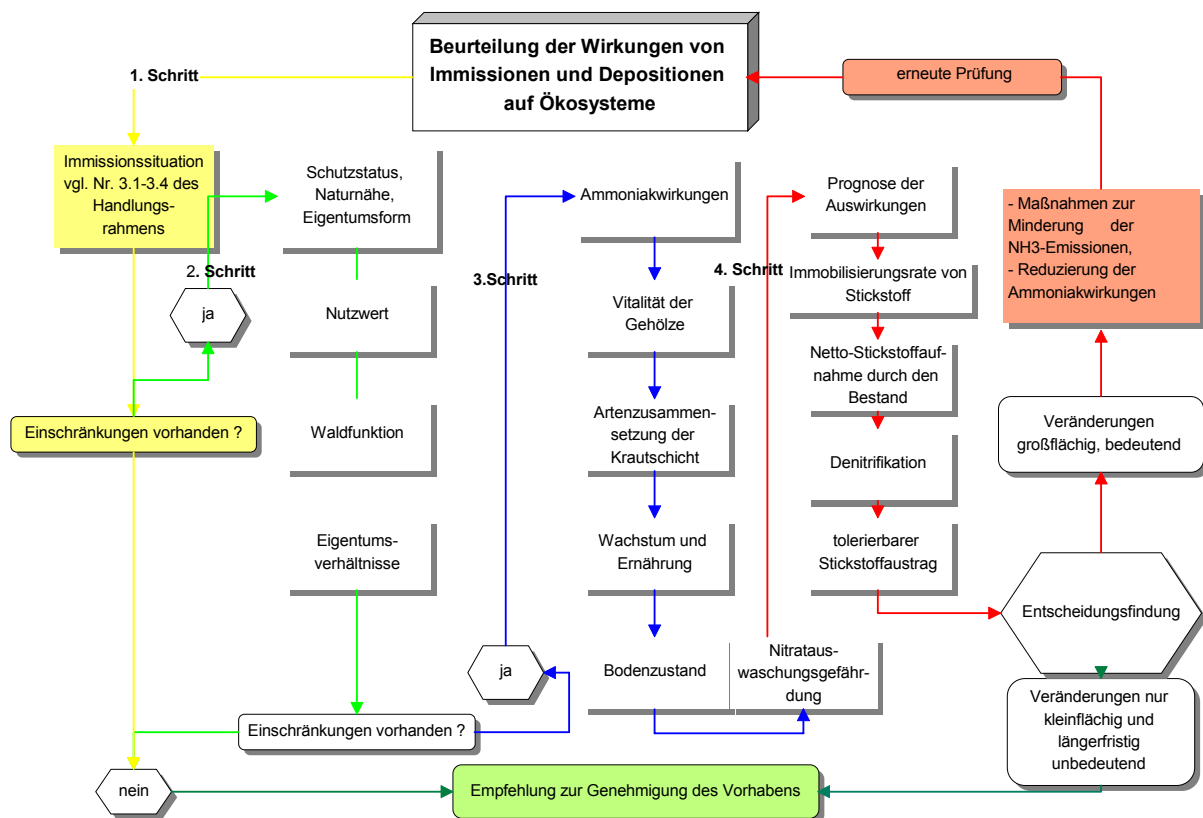 Beurteilung der Wirkungen von
Immissionen und Depositionen
auf Ökosysteme
erneute Prüfung
1. Schritt
Immissionssituation
vgl. Nr. 3.1-3.4 des
Handlungs-
rahmens
2. Schritt
ja
Einschränkungen vorhanden ?
Schutzstatus,
Naturnähe,
Eigentumsform
Nutzwert
Waldfunktion
Eigentums-
verhältnisse
Einschränkungen vorhanden ?
3.Schritt
ja
Ammoniakwirkungen
Vitalität der
Gehölze
Artenzusammen-
setzung der
Krautschicht
Wachstum und
Ernährung
Bodenzustand
Nitrataus-
waschungsgefähr-
dung
4. Schritt
Prognose der
Auswirkungen
Immobilisierungsrate von
Stickstoff
Netto-Stickstoffauf-
nahme durch den
Bestand
Denitrifikation
tolerierbarer
Stickstoffaustrag
Entscheidungsfindung
Veränderungen
großflächig, bedeutend
- Maßnahmen zur
Minderung der
NH3-Emissionen,
- Reduzierung der
Ammoniakwirkungen
Veränderungen nur
kleinflächig und
längerfristig
unbedeutend
nein
Empfehlung zur Genehmigung des Vorhabens